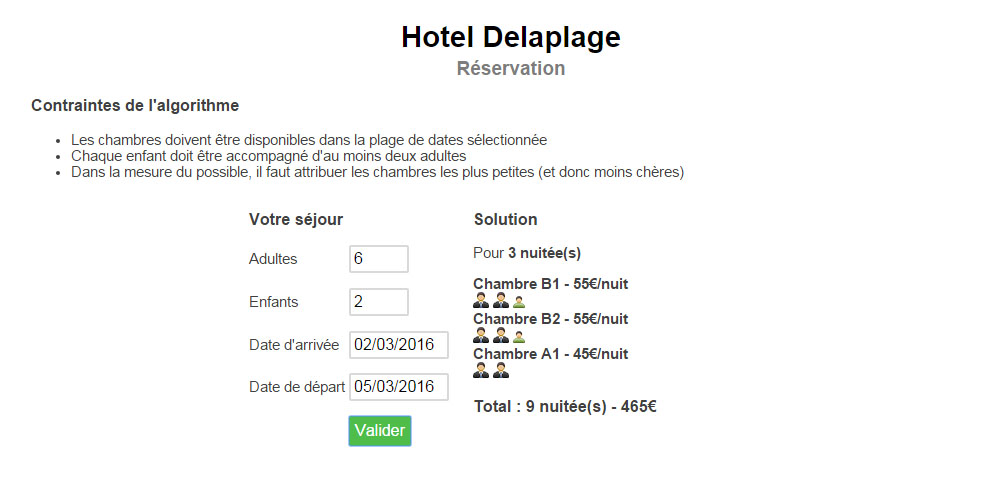 Hotel Delaplage
Réservation
Contraintes de l'algorithme
• Les chambres doivent être disponibles dans la plage de dates sélectionnée
• Chaque enfant doit être accompagné d'au moins deux adultes
• Dans la mesure du possible, il faut attribuer les chambres les plus petites (et donc moins chères)
Votre séjour
Adultes 6
Enfants 2
Date d'arrivée 02/03/2016
Date de départ 05/03/2016
Valider
Solution
Pour 3 nuitée(s)
Chambre B1 - 55€/nuit
Chambre B2 - 55€/nuit
Chambre A1 - 45€/nuit
Total : 9 nuitée(s) - 465€